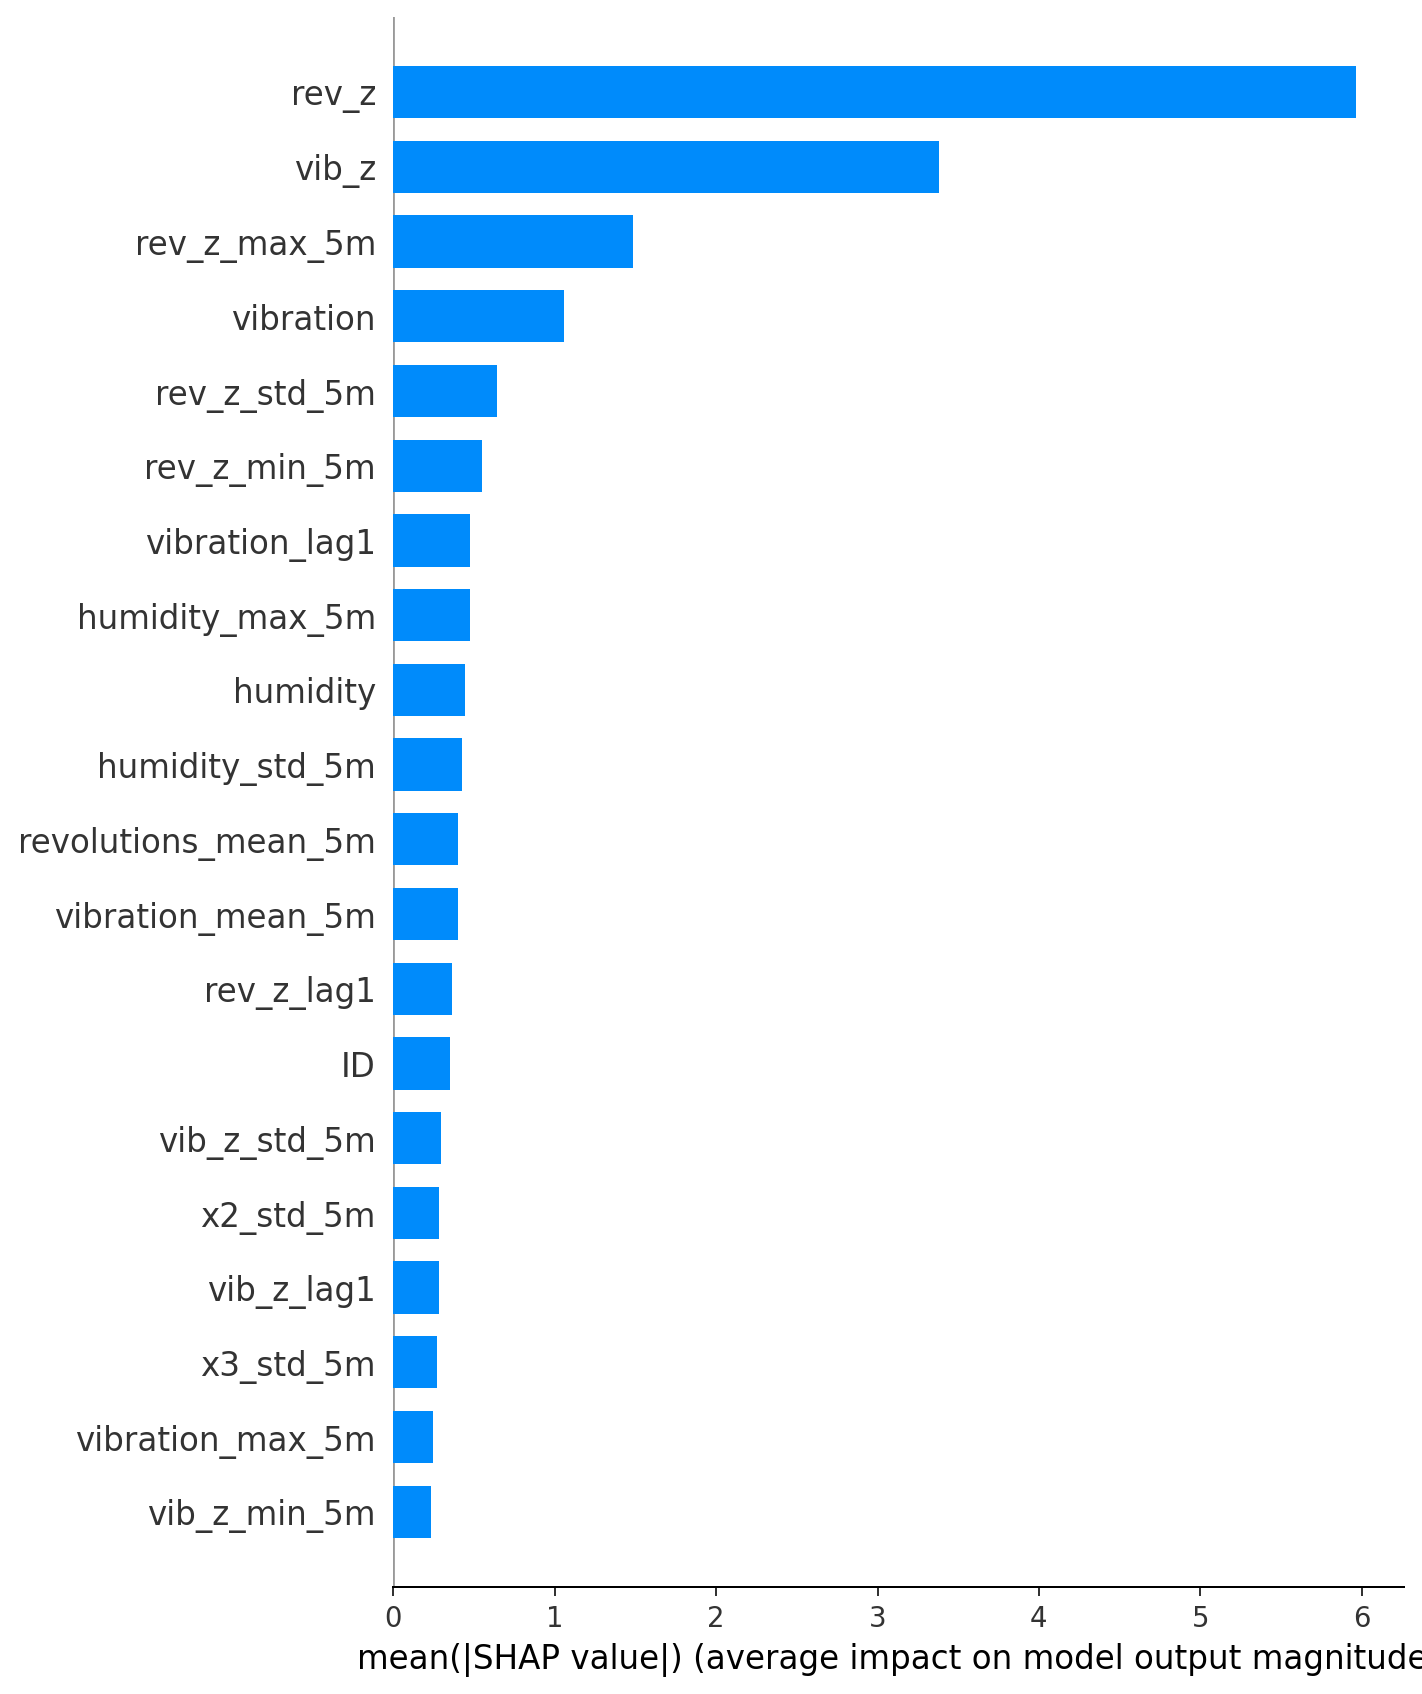 rev_z
vib_z
rev_z_max_5m
vibration
rev_z_std_5m
rev_z_min_5m
vibration_lag1
humidity_max_5m
humidity
humidity_std_5m
revolutions_mean_5m
vibration_mean_5m
rev_z_lag1
ID
vib_z_std_5m
x2_std_5m
vib_z_lag1
x3_std_5m
vibration_max_5m
vib_z_min_5m
0 1 2 3 4 5 6
mean(|SHAP value|) (average impact on model output magnitude